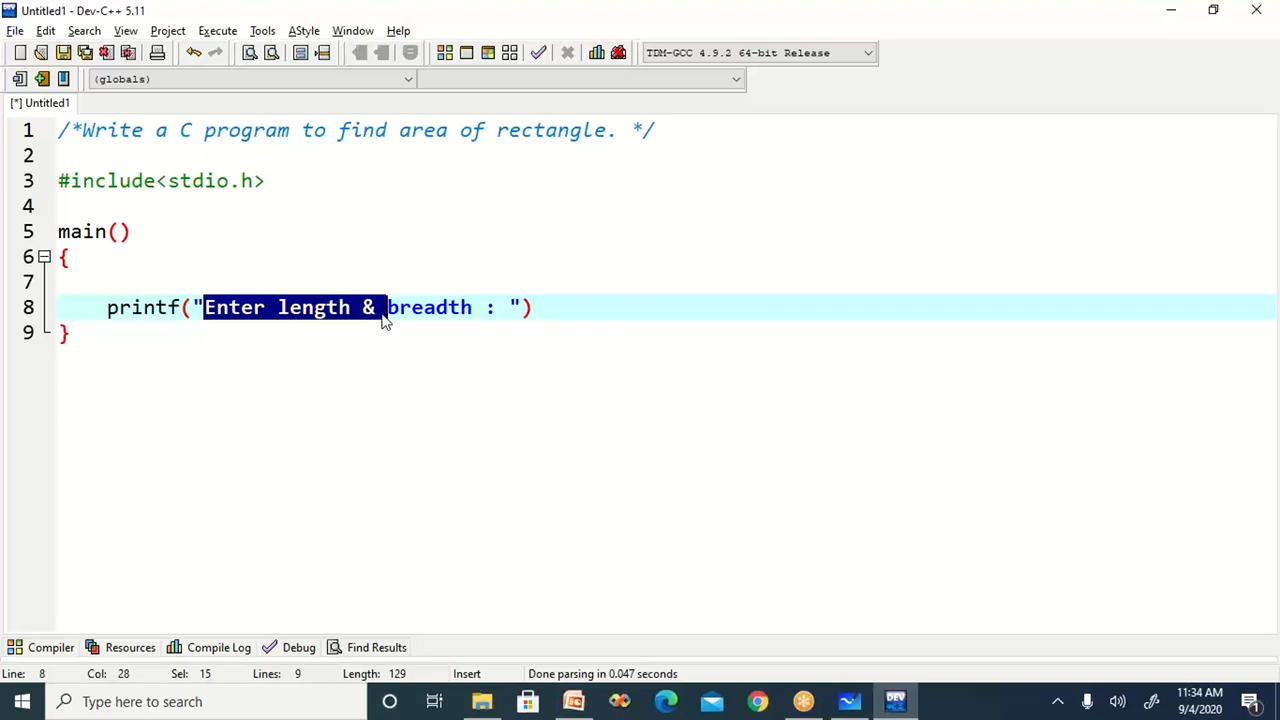 Untitled1 - Dev-C++ 5.11
File Edit Search View Project Execute Tools AStyle Window Help
TDM-GCC 4.9.2 64-bit Release
(globals)
[*] Untitled1
1 /*Write a C program to find area of rectangle. */
2
3 #include<stdio.h>
4
5 main()
6 {
7
8 printf("Enter length & breadth : ")
9 }
Compiler Resources Compile Log Debug Find Results
Line: 8 Col: 28 Sel: 15 Lines: 9 Length: 129 Insert Done parsing in 0.047 seconds
Type here to search
DEV
11:34 AM
9/4/2020
1